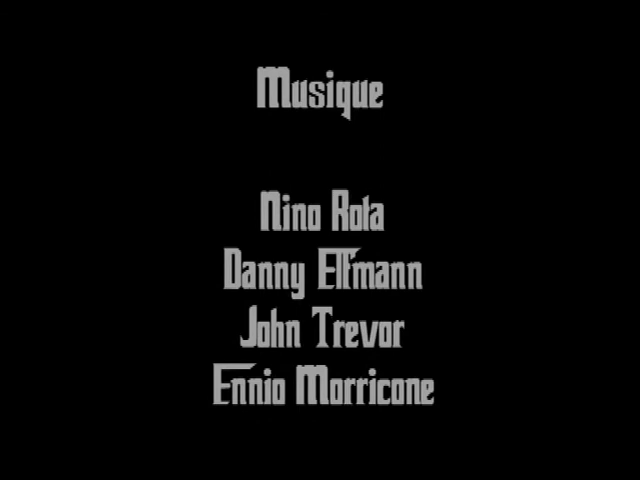 Musique
Nino Rota
Danny Elfmann
John Trevor
Ennio Morricone